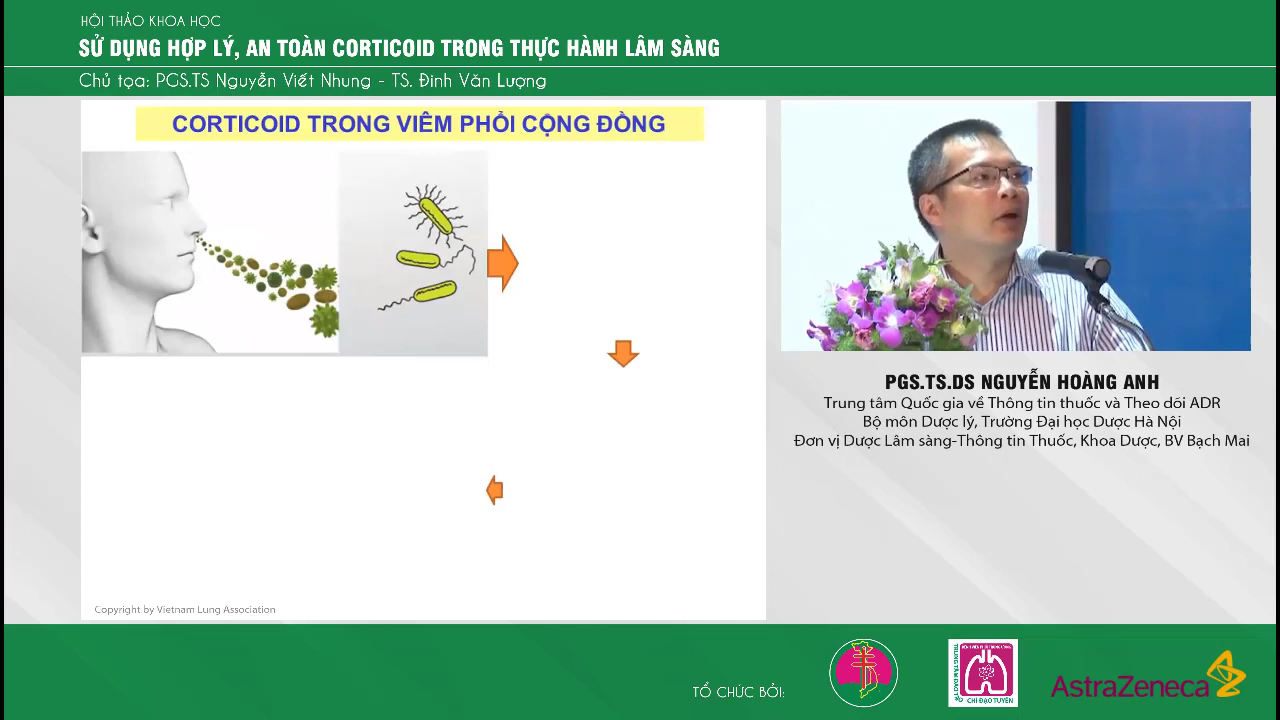 HỘI THẢO KHOA HỌC
SỬ DỤNG HỢP LÝ, AN TOÀN CORTICOID TRONG THỰC HÀNH LÂM SÀNG
Chủ tọa: PGS.TS Nguyễn Viết Nhung - TS. Đinh Văn Lượng
CORTICOID TRONG VIÊM PHỔI CỘNG ĐỒNG
PGS.TS.DS NGUYỄN HOÀNG ANH
Trung tâm Quốc gia về Thông tin thuốc và Theo dõi ADR
Bộ môn Dược lý, Trường Đại học Dược Hà Nội
Đơn vị Dược Lâm sàng-Thông tin Thuốc, Khoa Dược, BV Bạch Mai
Copyright by Vietnam Lung Association
TỔ CHỨC BỞI:
CHỈ ĐẠO TUYẾN
AstraZeneca